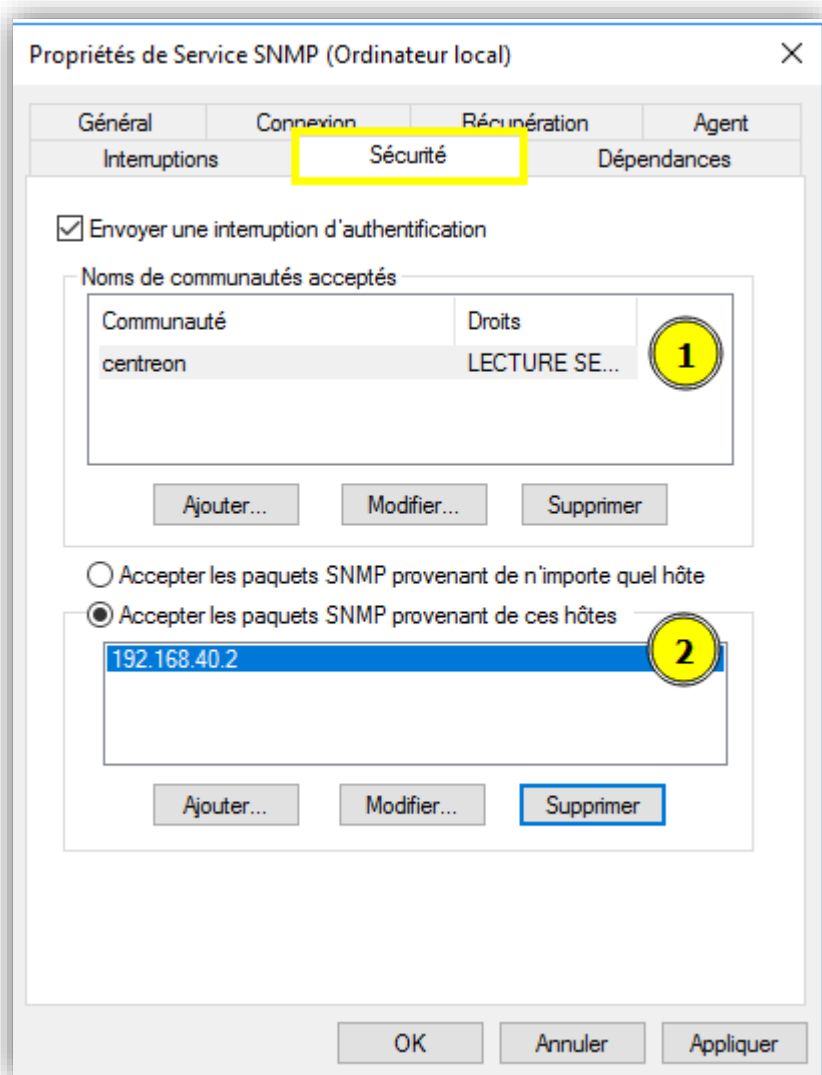 Propriétés de Service SNMP (Ordinateur local)
Général Connexion Récupération Agent
Interruptions Sécurité Dépendances
Envoyer une interruption d'authentification
Noms de communautés acceptés
Communauté Droits
centreon LECTURE SE...
1
Ajouter... Modifier... Supprimer
Accepter les paquets SNMP provenant de n'importe quel hôte
Accepter les paquets SNMP provenant de ces hôtes
2
192.168.40.2
Ajouter... Modifier... Supprimer
OK Annuler Appliquer